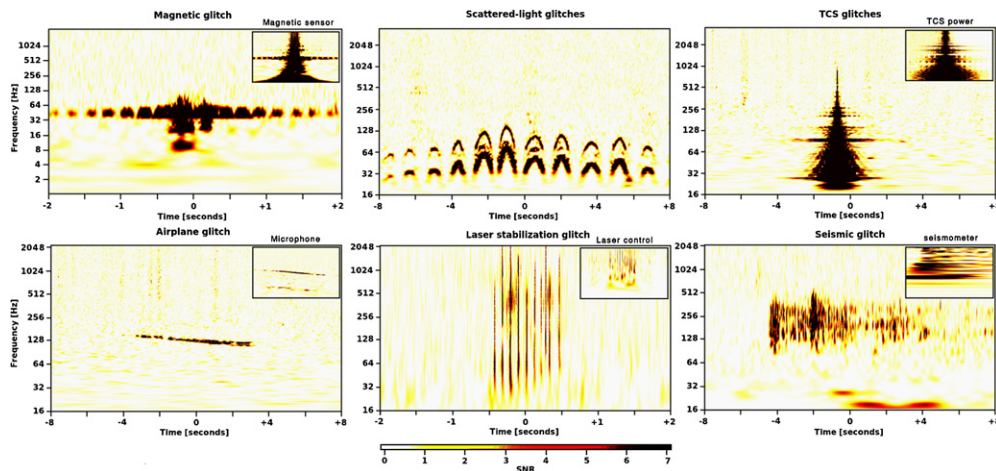 Magnetic glitch
Magnetic sensor
Frequency [Hz]
1024
512
256
128
64
32
16
8
4
2
-2 -1 0 +1 +2
Time [seconds]
Scattered-light glitches
2048
1024
512
256
128
64
32
16
-8 -4 0 +4 +8
Time [seconds]
TCS glitches
TCS power
2048
1024
512
256
128
64
32
16
-8 -4 0 +4 +8
Time [seconds]
Airplane glitch
Microphone
Frequency [Hz]
2048
1024
512
256
128
64
32
16
-8 -4 0 +4 +8
Time [seconds]
Laser stabilization glitch
Laser control
2048
1024
512
256
128
64
32
16
-2 -1 0 +1 +2
Time [seconds]
Seismic glitch
seismometer
2048
1024
512
256
128
64
32
16
-8 -4 0 +4 +8
Time [seconds]
0 1 2 3 4 5 6 7
SNR